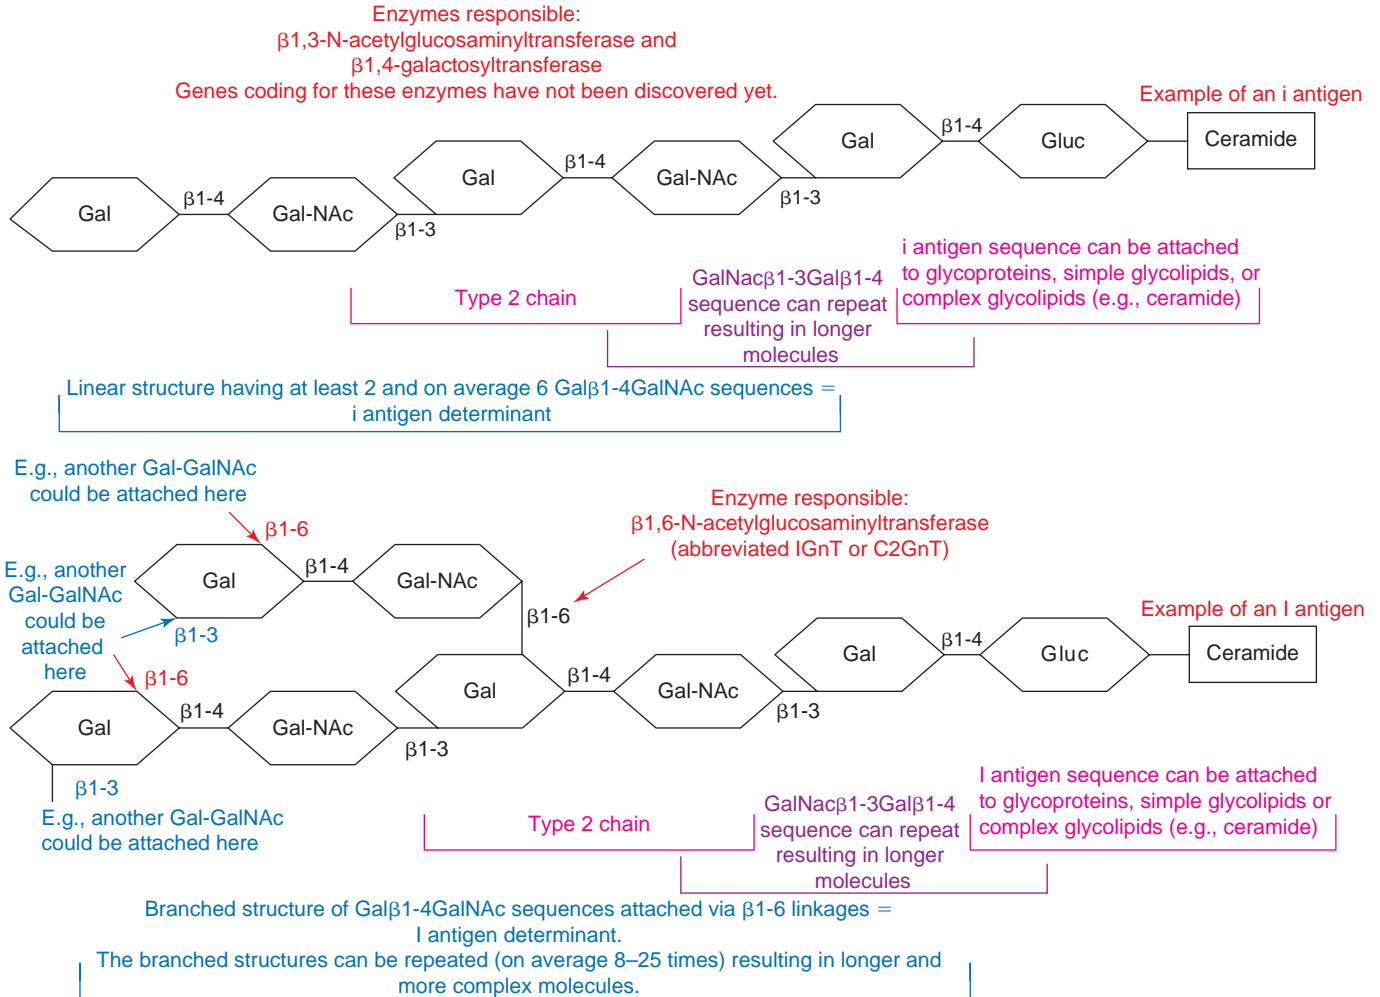 Enzymes responsible:
β1,3-N-acetylglucosaminyltransferase and
β1,4-galactosyltransferase
Genes coding for these enzymes have not been discovered yet.
Example of an i antigen
Gal
β1-4
Gal-NAc
β1-3
Gal
β1-4
Gal-NAc
β1-3
Gal
β1-4
Gluc
Ceramide
Type 2 chain
GalNacβ1-3Galβ1-4
sequence can repeat
resulting in longer
molecules
i antigen sequence can be attached
to glycoproteins, simple glycolipids, or
complex glycolipids (e.g., ceramide)
Linear structure having at least 2 and on average 6 Galβ1-4GalNAc sequences =
i antigen determinant
E.g., another Gal-GalNAc
could be attached here
β1-6
E.g., another
Gal-GalNAc
could be
attached
here
β1-3
β1-6
Gal
β1-4
Gal-NAc
β1-6
Enzyme responsible:
β1,6-N-acetylglucosaminyltransferase
(abbreviated IGnT or C2GnT)
Example of an I antigen
Gal
β1-4
Gal-NAc
β1-3
Gal
β1-4
Gal-NAc
β1-3
Gal
β1-4
Gluc
Ceramide
β1-3
E.g., another Gal-GalNAc
could be attached here
Type 2 chain
GalNacβ1-3Galβ1-4
sequence can repeat
resulting in longer
molecules
I antigen sequence can be attached
to glycoproteins, simple glycolipids or
complex glycolipids (e.g., ceramide)
Branched structure of Galβ1-4GalNAc sequences attached via β1-6 linkages =
I antigen determinant.
The branched structures can be repeated (on average 8–25 times) resulting in longer and
more complex molecules.